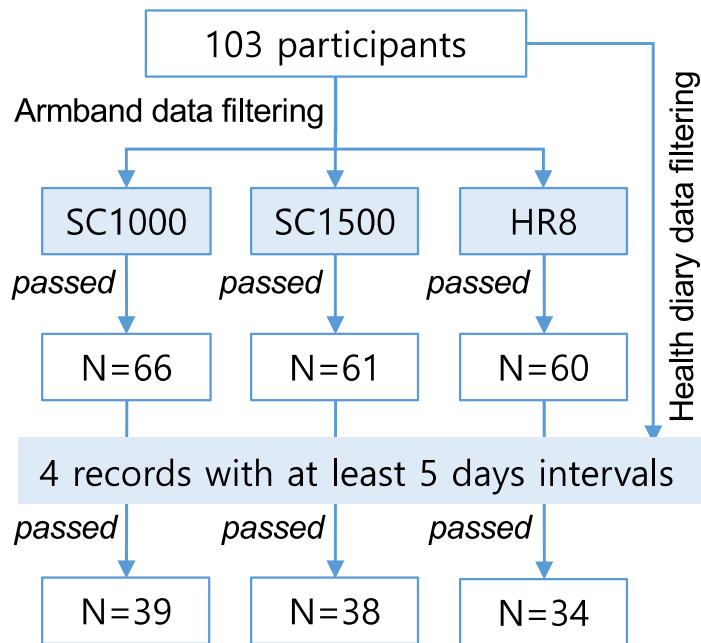 103 participants
Armband data filtering
Health diary data filtering
SC1000
SC1500
HR8
passed
passed
passed
N=66
N=61
N=60
4 records with at least 5 days intervals
passed
passed
passed
N=39
N=38
N=34